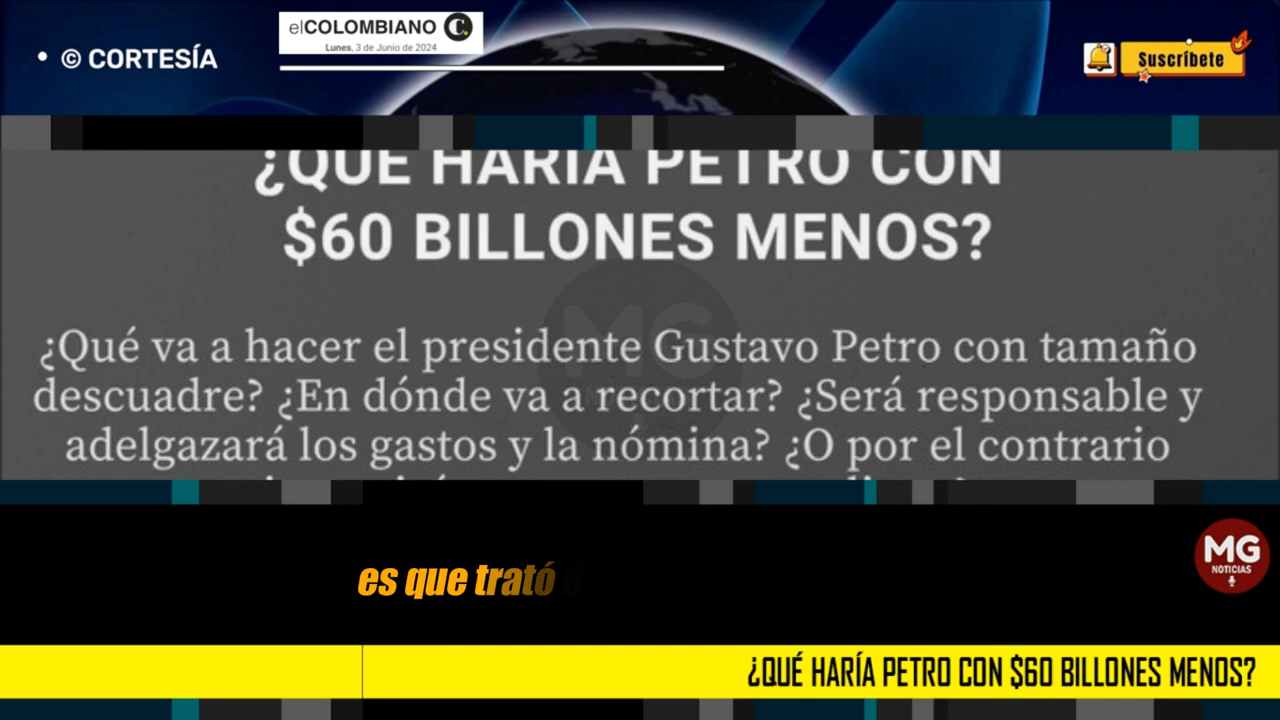 • © CORTESÍA
elCOLOMBIANO C.
Lunes, 3 de Junio de 2024
Suscríbete
¿QUÉ HARÍA PETRO CON
$60 BILLONES MENOS?
¿Qué va a hacer el presidente Gustavo Petro con tamaño
descuadre? ¿En dónde va a recortar? ¿Será responsable y
adelgazará los gastos y la nómina? ¿O por el contrario
es que trató
MG
NOTICIAS
¿QUÉ HARÍA PETRO CON $60 BILLONES MENOS?